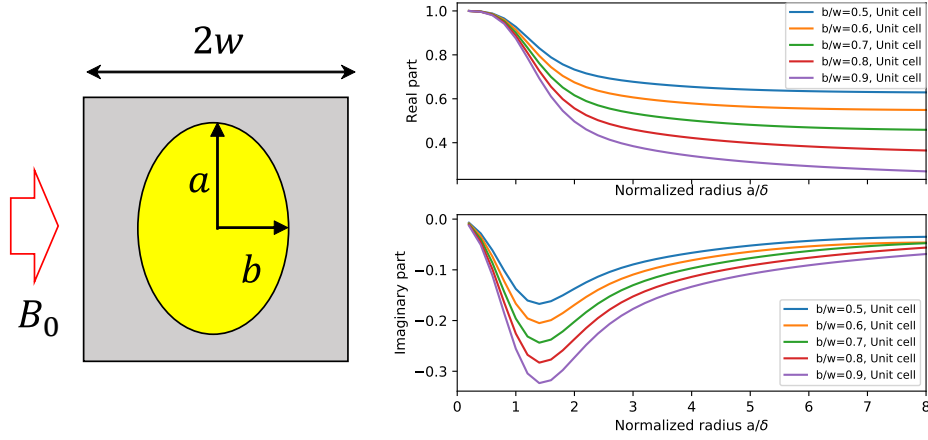 2w
a
b
B₀
Real part
1.0
0.8
0.6
0.4
b/w=0.5, Unit cell
b/w=0.6, Unit cell
b/w=0.7, Unit cell
b/w=0.8, Unit cell
b/w=0.9, Unit cell
Normalized radius a/δ
Imaginary part
0.0
−0.1
−0.2
−0.3
b/w=0.5, Unit cell
b/w=0.6, Unit cell
b/w=0.7, Unit cell
b/w=0.8, Unit cell
b/w=0.9, Unit cell
0 1 2 3 4 5 6 7 8
Normalized radius a/δ